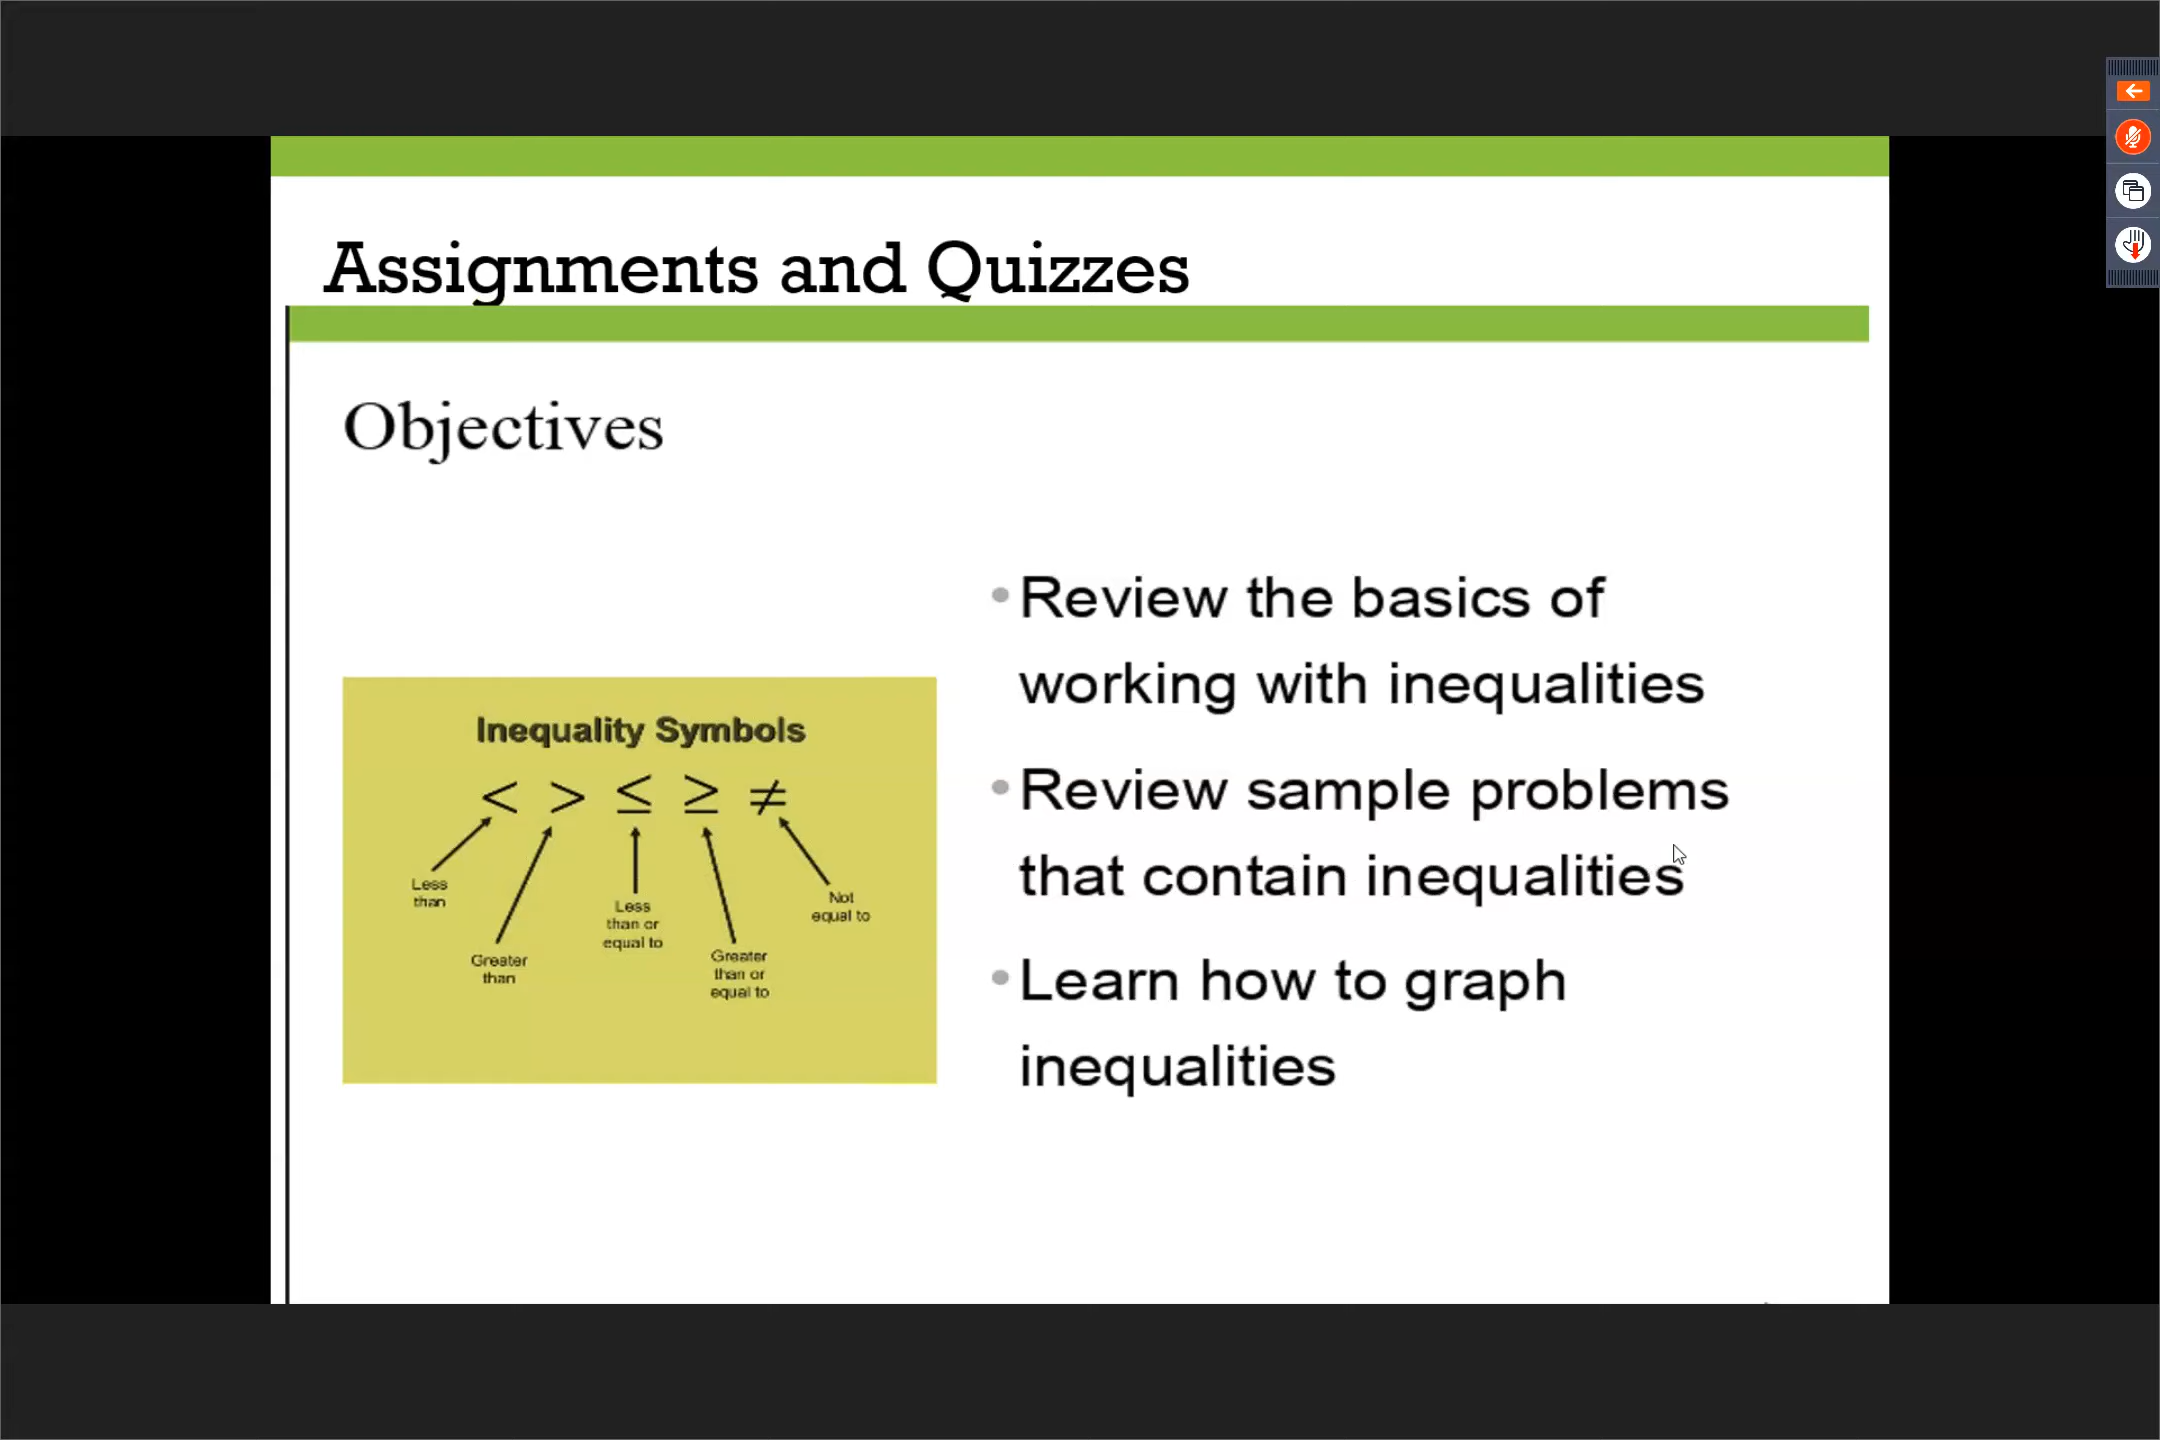 Assignments and Quizzes
Objectives
Inequality Symbols
< > ≤ ≥ ≠
Less
than
Greater
than
Less
than or
equal to
Greater
than or
equal to
Not
equal to
• Review the basics of
working with inequalities
• Review sample problems
that contain inequalities
• Learn how to graph
inequalities